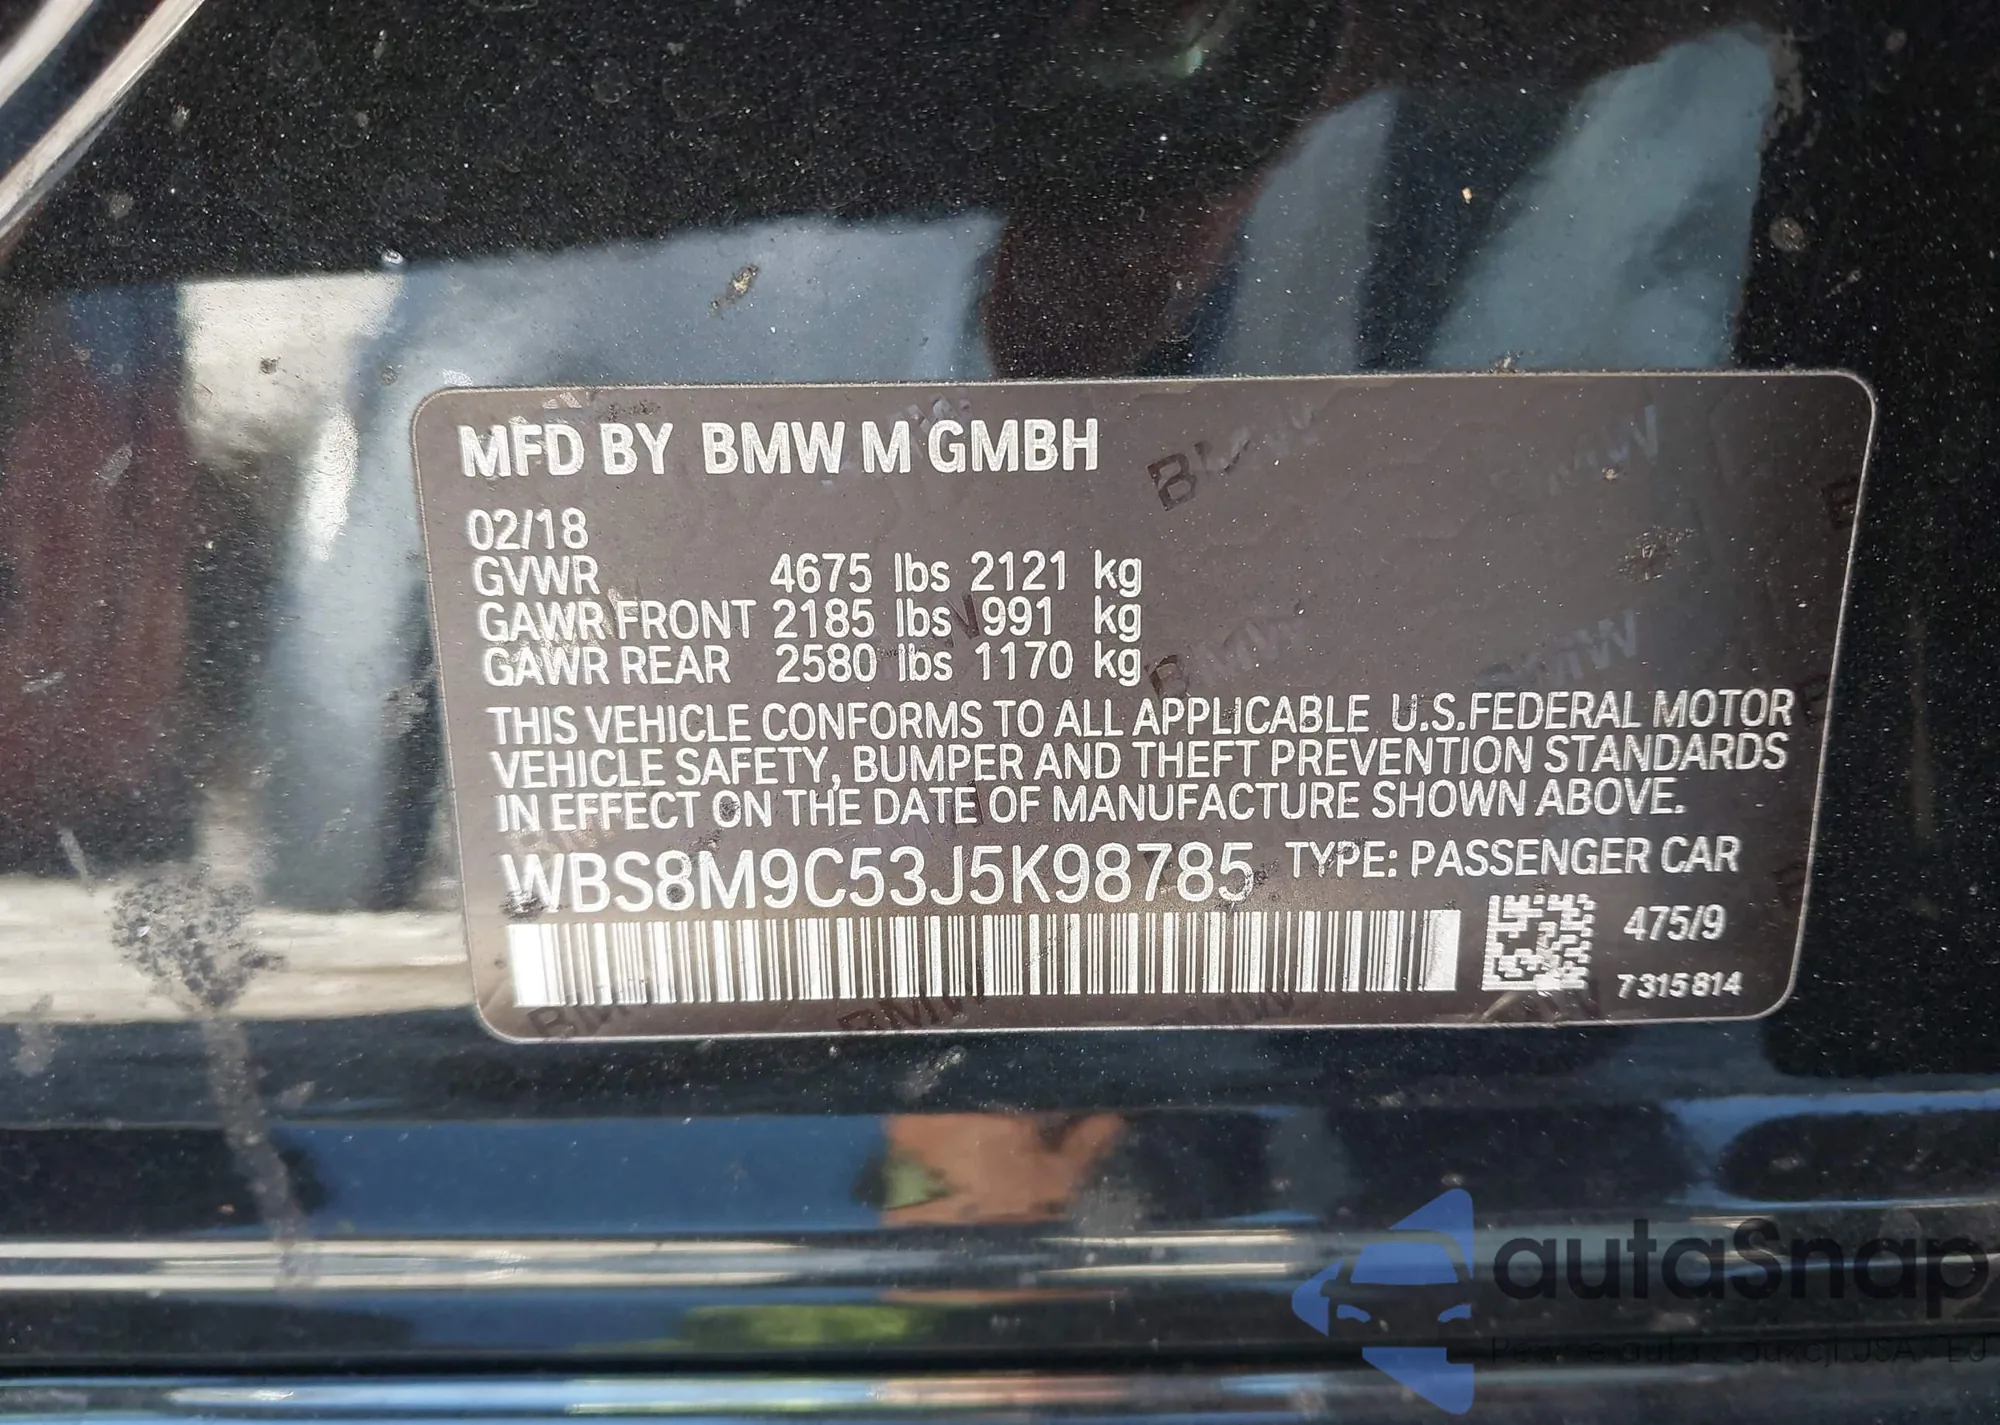 MFD BY BMW M GMBH
02/18
GVWR 4675 lbs 2121 kg
GAWR FRONT 2185 lbs 991 kg
GAWR REAR 2580 lbs 1170 kg
THIS VEHICLE CONFORMS TO ALL APPLICABLE U.S.FEDERAL MOTOR
VEHICLE SAFETY, BUMPER AND THEFT PREVENTION STANDARDS
IN EFFECT ON THE DATE OF MANUFACTURE SHOWN ABOVE.
WBS8M9C53J5K98785 TYPE: PASSENGER CAR
475/9
7315814
autaSnap